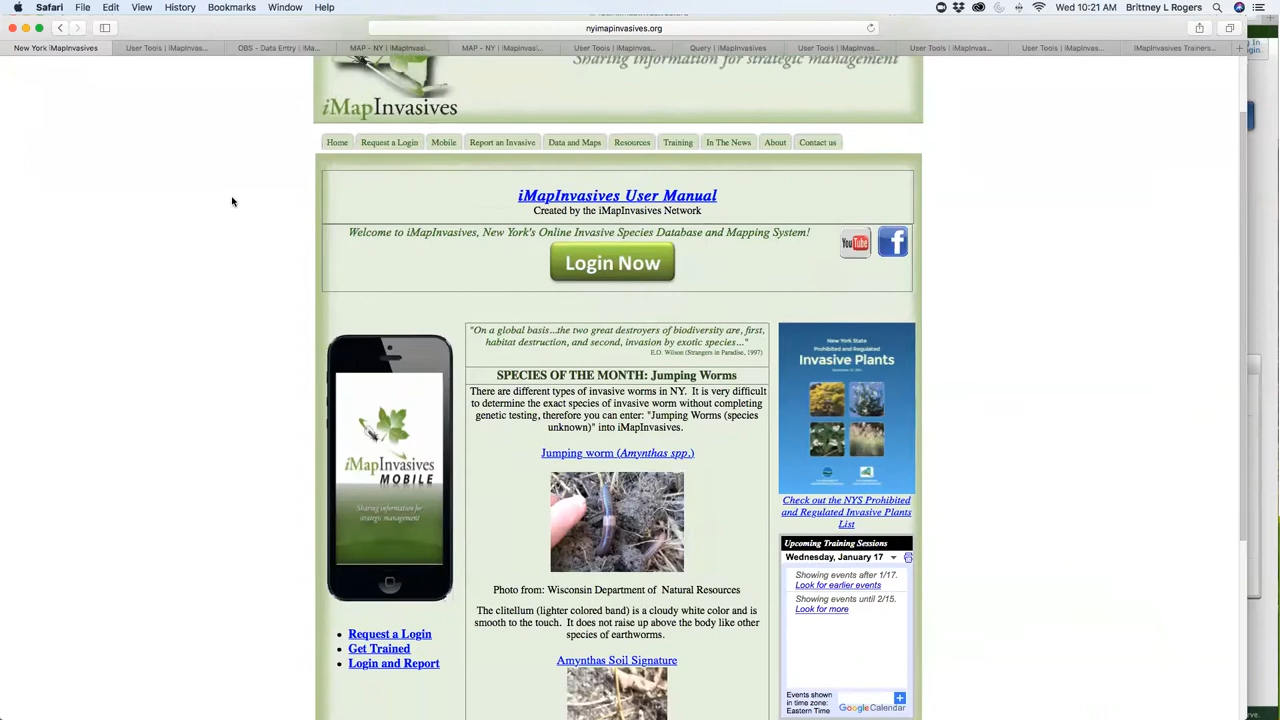 Safari File Edit View History Bookmarks Window Help
Wed 10:21 AM Britney L Rogers
nyimapinvasives.org
New York iMapInvasives
User Tools | iMapInvas...
OBS - Data Entry | iMa...
MAP - NY | iMapInvasi...
MAP - NY | iMapInvas...
User Tools | iMapInvas...
Query | iMapInvasives
User Tools | iMapInvas...
User Tools | iMapInvas...
User Tools | iMapInvas...
iMapInvasives Trainers...
Sharing information for strategic management
iMapInvasives
Home
Request a Login
Mobile
Report an Invasive
Data and Maps
Resources
Training
In The News
About
Contact us
iMapInvasives User Manual
Created by the iMapInvasives Network
Welcome to iMapInvasives, New York's Online Invasive Species Database and Mapping System!
Login Now
You Tube
f
iMapInvasives
MOBILE
Sharing information for
strategic management
Request a Login
Get Trained
Login and Report
"On a global basis...the two great destroyers of biodiversity are, first,
habitat destruction, and second, invasion by exotic species..."
E.O. Wilson (Strangers in Paradise, 1997)
SPECIES OF THE MONTH: Jumping Worms
There are different types of invasive worms in NY. It is very difficult
to determine the exact species of invasive worm without completing
genetic testing, therefore you can enter: "Jumping Worms (species
unknown)" into iMapInvasives.
Jumping worm (Amynthas spp.)
Photo from: Wisconsin Department of Natural Resources
The clitellum (lighter colored band) is a cloudy white color and is
smooth to the touch. It does not raise up above the body like other
species of earthworms.
Amynthas Soil Signature
New York State
Prohibited and Regulated
Invasive Plants
Check out the NYS Prohibited
and Regulated Invasive Plants
List
Upcoming Training Sessions
Wednesday, January 17
Showing events after 1/17.
Look for earlier events
Showing events until 2/15.
Look for more
Events shown
in time zone:
Eastern Time
Google Calendar